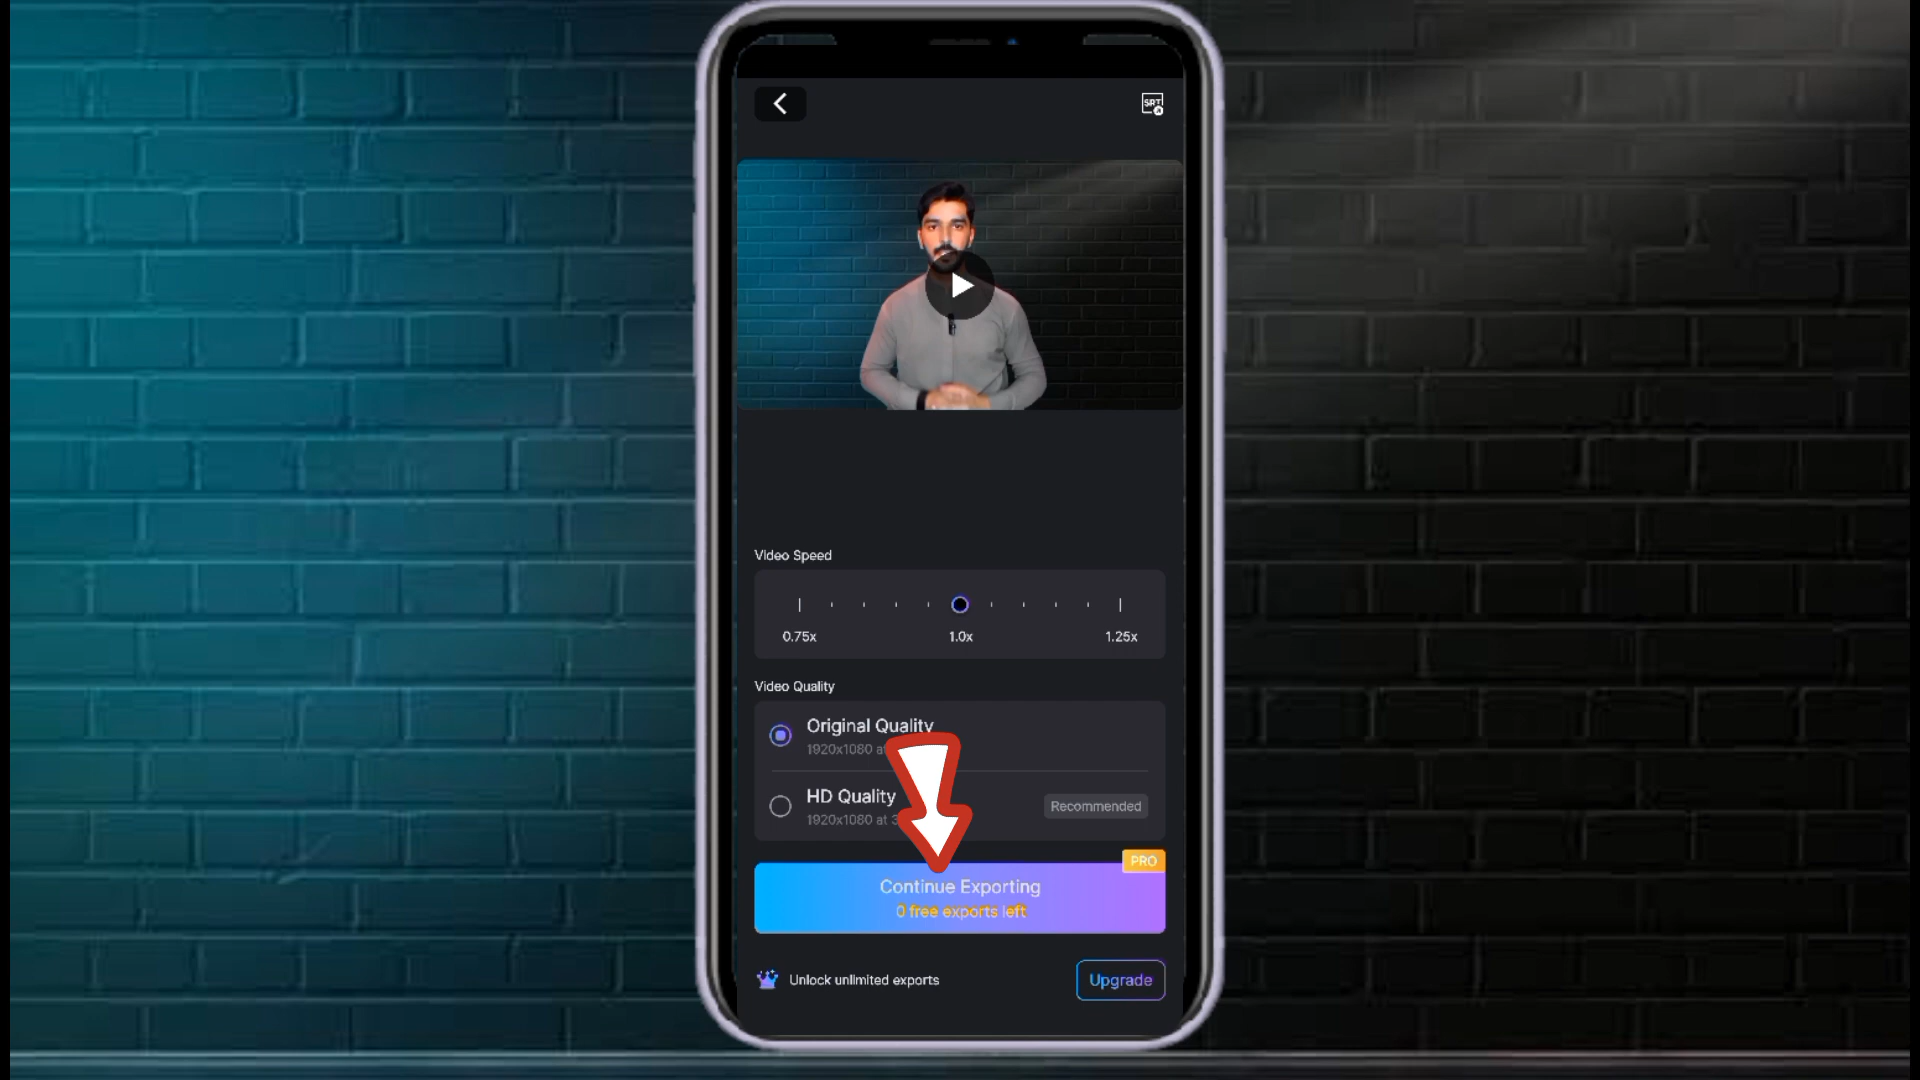 SRT
Video Speed
0.75x 1.0x 1.25x
Video Quality
Original Quality
1920x1080
HD Quality
1920x1080 at
Recommended
PRO
Continue Exporting
0 free exports left
Unlock unlimited exports
Upgrade